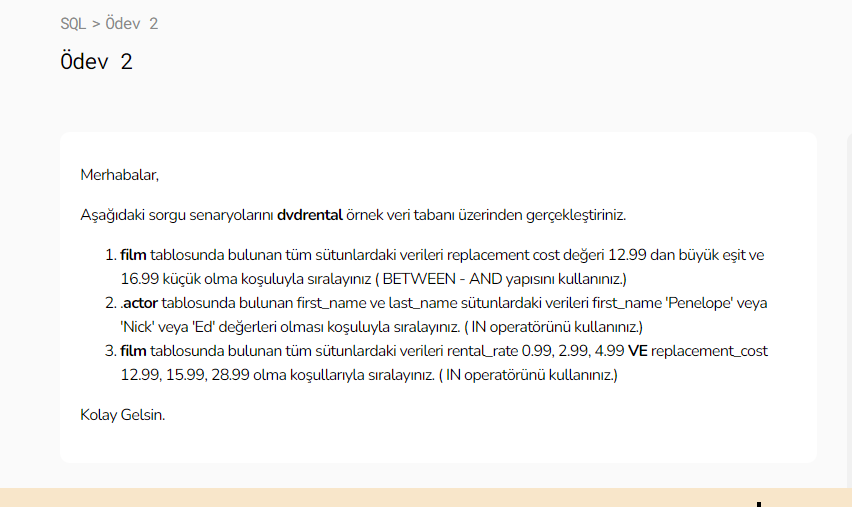 SQL > Ödev 2
Ödev 2
Merhabalar,
Aşağıdaki sorgu senaryolarını dvdrental örnek veri tabanı üzerinden gerçekleştiriniz.
1. film tablosunda bulunan tüm sütunlardaki verileri replacement cost değeri 12.99 dan büyük eşit ve
16.99 küçük olma koşuluyla sıralayınız ( BETWEEN - AND yapısını kullanınız.)
2. .actor tablosunda bulunan first_name ve last_name sütunlardaki verileri first_name 'Penelope' veya
'Nick' veya 'Ed' değerleri olması koşuluyla sıralayınız. ( IN operatörünü kullanınız.)
3. film tablosunda bulunan tüm sütunlardaki verileri rental_rate 0.99, 2.99, 4.99 VE replacement_cost
12.99, 15.99, 28.99 olma koşullarıyla sıralayınız. ( IN operatörünü kullanınız.)
Kolay Gelsin.